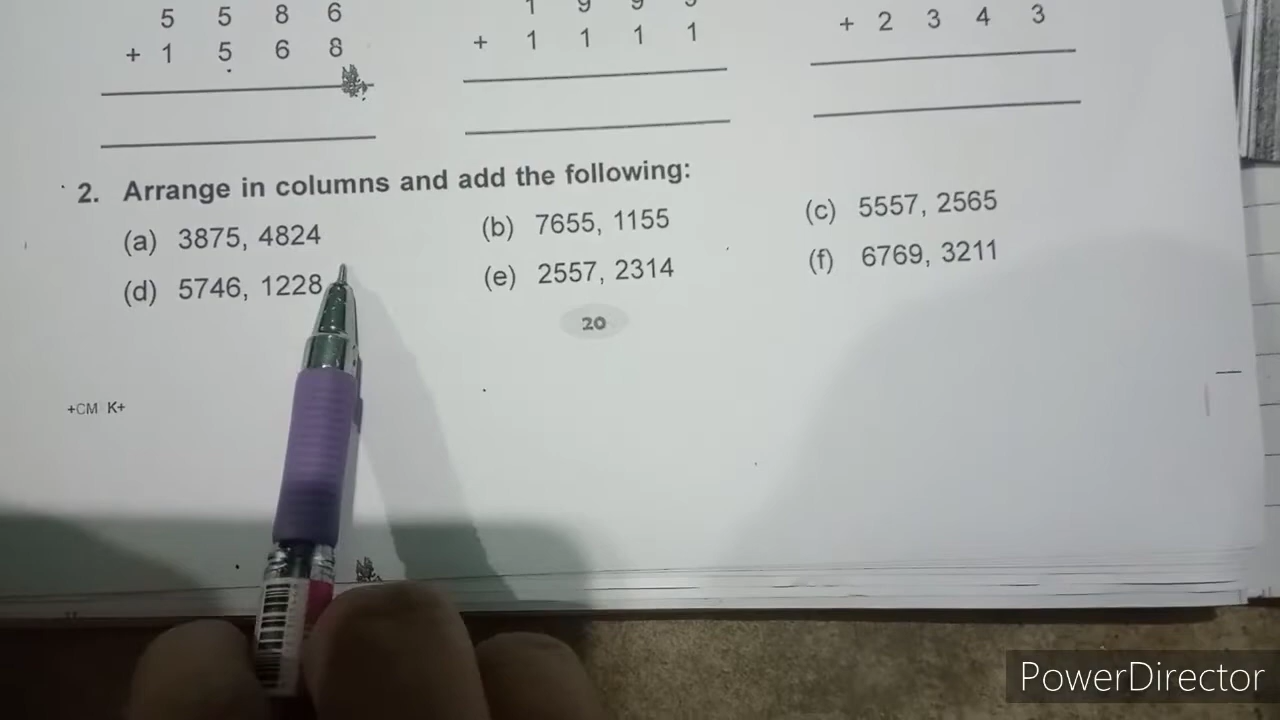 5 5 8 6
+ 1 5 6 8
+ 1 1 1 1
+ 2 3 4 3
2. Arrange in columns and add the following:
(a) 3875, 4824 (b) 7655, 1155 (c) 5557, 2565
(d) 5746, 1228 (e) 2557, 2314 (f) 6769, 3211
20
+CM K+
PowerDirector